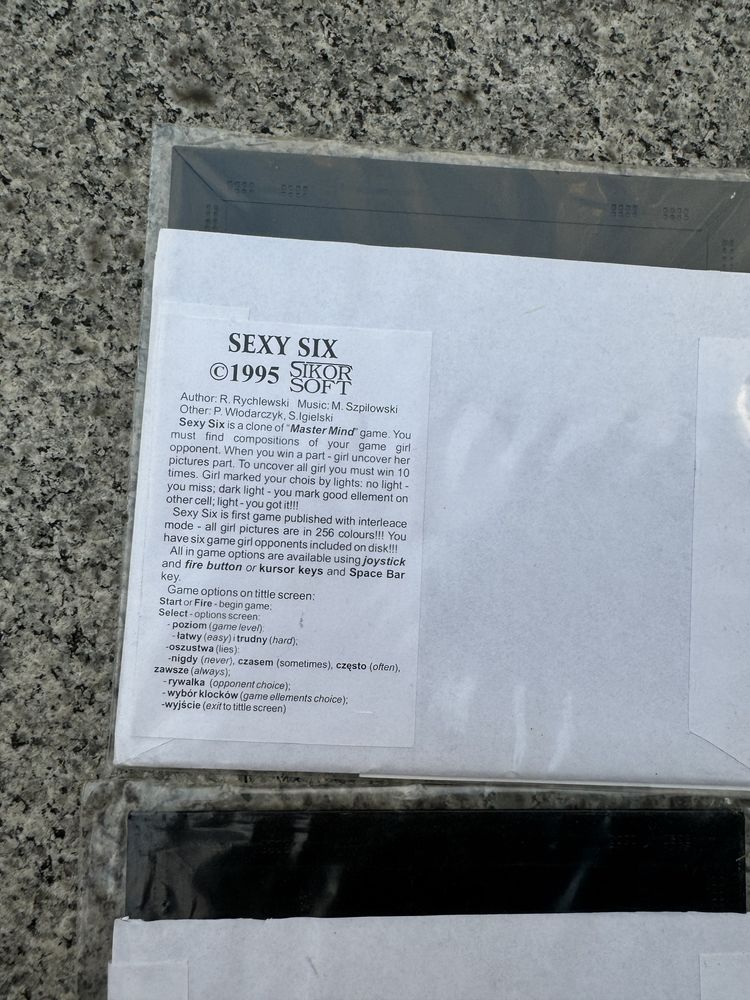 SEXY SIX
©1995 SIKOR SOFT
Author: R. Rychlewski Music: M. Szpilowski
Other: P. Włodarczyk, S.Igielski
Sexy Six is a clone of "Master Mind" game. You
must find compositions of your game girl
opponent. When you win a part - girl uncover her
pictures part. To uncover all girl you must win 10
times. Girl marked your chois by lights: no light -
you miss; dark light - you mark good ellement on
other cell; light - you got it!!!
Sexy Six is first game published with interleace
mode - all girl pictures are in 256 colours!!! You
have six game girl opponents included on disk!!!
All in game options are available using joystick
and fire button or kursor keys and Space Bar
key.
Game options on tittle screen:
Start or Fire - begin game;
Select - options screen:
- poziom (game level):
- łatwy (easy) i trudny (hard);
-oszustwa (lies):
-nigdy (never), czasem (sometimes), często (often),
zawsze (always);
- rywalka (opponent choice);
- wybór klocków (game ellements choice);
-wyjście (exit to tittle screen)